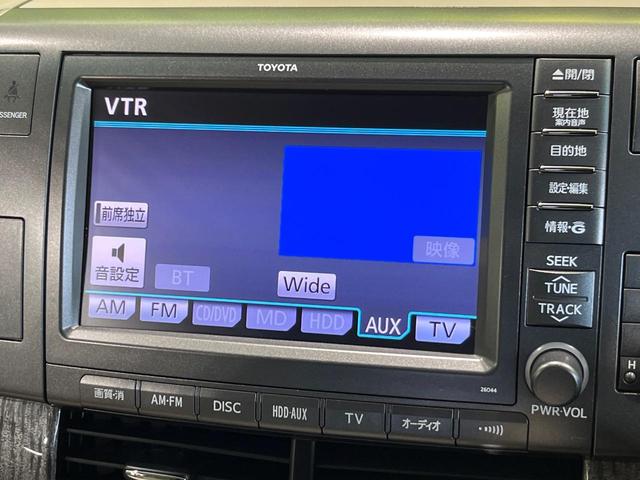 TOYOTA
SSENGER
VTR
前席独立
音設定
BT
Wide
映像
AM
FM
CD/DVD
MD
HDD
AUX
TV
26044
開/閉
現在地
案内音声
目的地
設定・編集
情報・G
SEEK
TUNE
TRACK
PWR・VOL
H
画質・消
AM・FM
DISC
HDD・AUX
TV
オーディオ